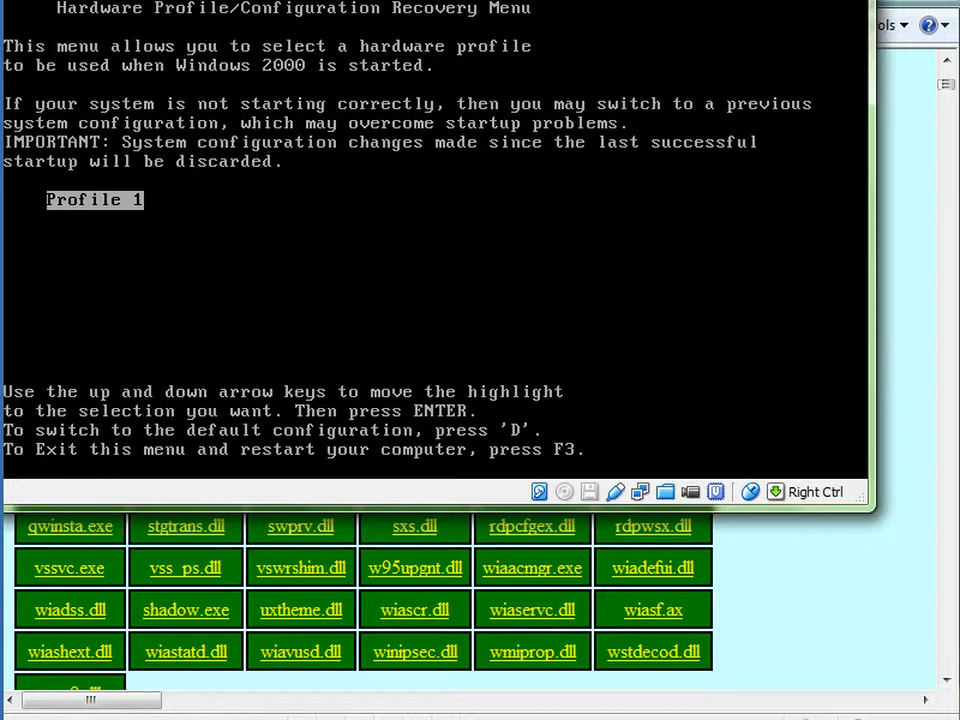 Hardware Profile/Configuration Recovery Menu
ols
This menu allows you to select a hardware profile
to be used when Windows 2000 is started.
If your system is not starting correctly, then you may switch to a previous
system configuration, which may overcome startup problems.
IMPORTANT: System configuration changes made since the last successful
startup will be discarded.
Profile 1
Use the up and down arrow keys to move the highlight
to the selection you want. Then press ENTER.
To switch to the default configuration, press 'D'.
To Exit this menu and restart your computer, press F3.
Right Ctrl
qwinsta.exe stgtrans.dll swprv.dll sxs.dll rdpcfgex.dll rdpwsx.dll
vssvc.exe vss_ps.dll vswrshim.dll w95upgnt.dll wiaacmgr.exe wiadefui.dll
wiadss.dll shadow.exe uxtheme.dll wiascr.dll wiaservc.dll wiasf.ax
wiashext.dll wiastatd.dll wiavusd.dll winipsec.dll wmiprop.dll wstdecod.dll